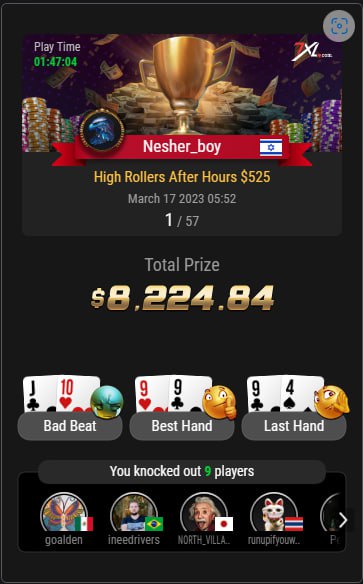 Play Time
01:47:04
7XL.COM
Nesher_boy
High Rollers After Hours $525
March 17 2023 05:52
1 / 57
Total Prize
$8,224.84
J 10 9 9 9 4
Bad Beat Best Hand Last Hand
You knocked out 9 players
goalden ineedrivers NORTH_VILLA.. runupifyouw..